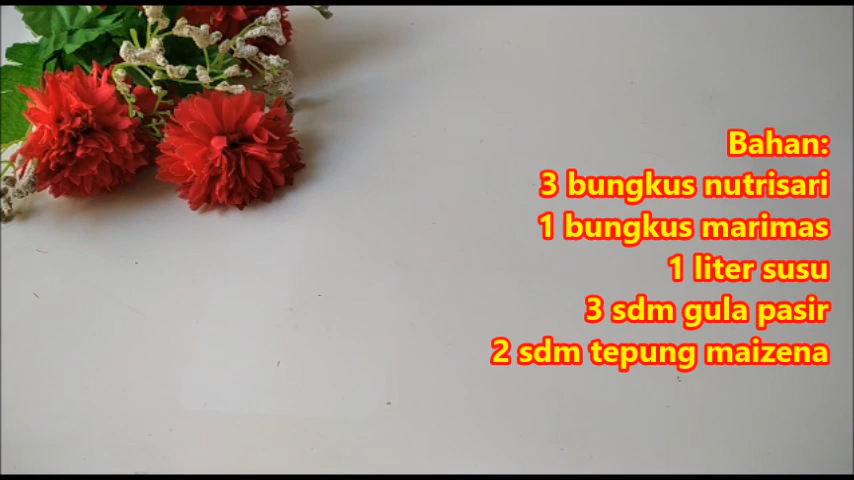 Bahan:
3 bungkus nutrisari
1 bungkus marimas
1 liter susu
3 sdm gula pasir
2 sdm tepung maizena